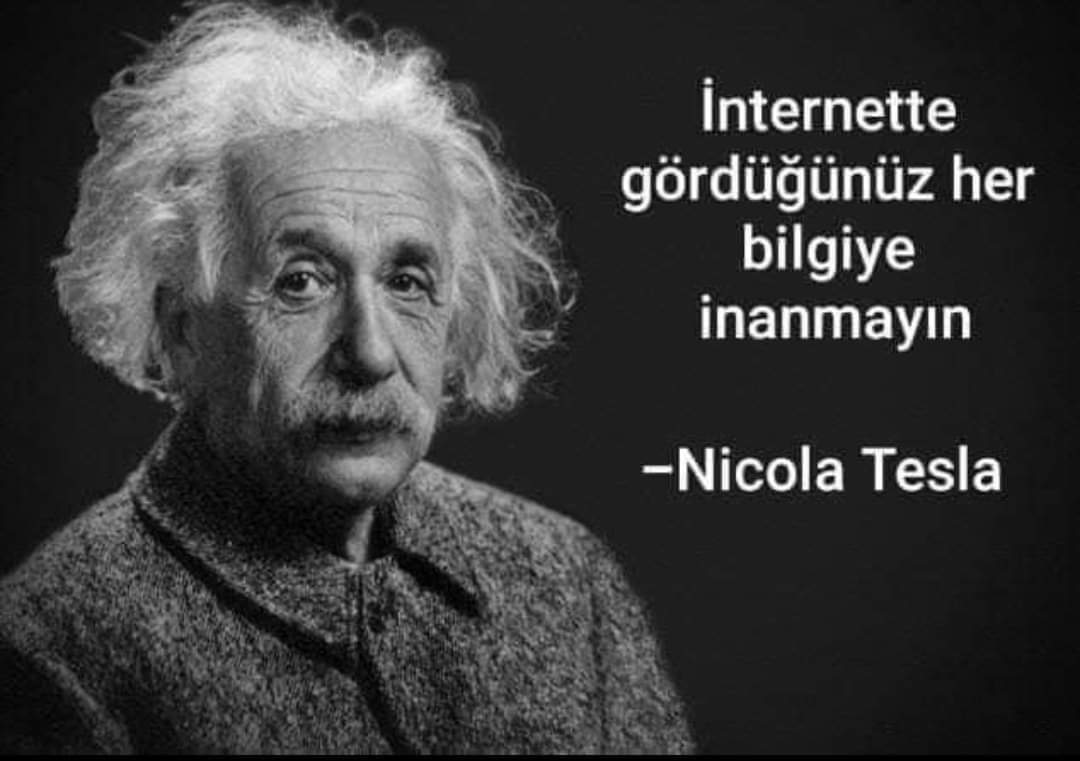 İnternette
gördüğünüz her
bilgiye
inanmayın
–Nicola Tesla